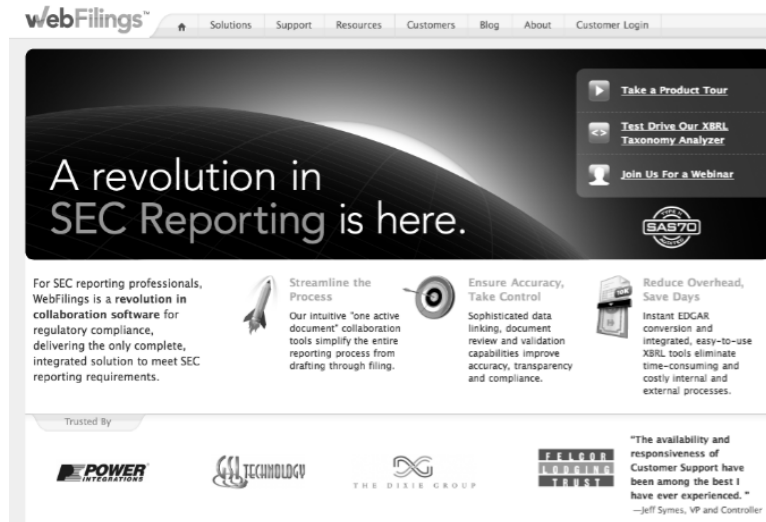 webFilings™
Solutions Support Resources Customers Blog About Customer Login
Take a Product Tour
Test Drive Our XBRL
Taxonomy Analyzer
Join Us For a Webinar
A revolution in
SEC Reporting is here.
TYPE II
SAS70
For SEC reporting professionals,
WebFilings is a revolution in
collaboration software for
regulatory compliance,
delivering the only complete,
integrated solution to meet SEC
reporting requirements.
Streamline the
Process
Our intuitive "one active
document" collaboration
tools simplify the entire
reporting process from
drafting through filing.
Ensure Accuracy,
Take Control
Sophisticated data
linking, document
review and validation
capabilities improve
accuracy, transparency
and compliance.
10K
Reduce Overhead,
Save Days
Instant EDGAR
conversion and
integrated, easy-to-use
XBRL tools eliminate
time-consuming and
costly internal and
external processes.
Trusted By
POWER
INTEGRATIONS
GSI TECHNOLOGY
THE DIXIE GROUP
FELCOR
LODGING
TRUST
"The availability and
responsiveness of
Customer Support have
been among the best I
have ever experienced. "
—Jeff Symes, VP and Controller